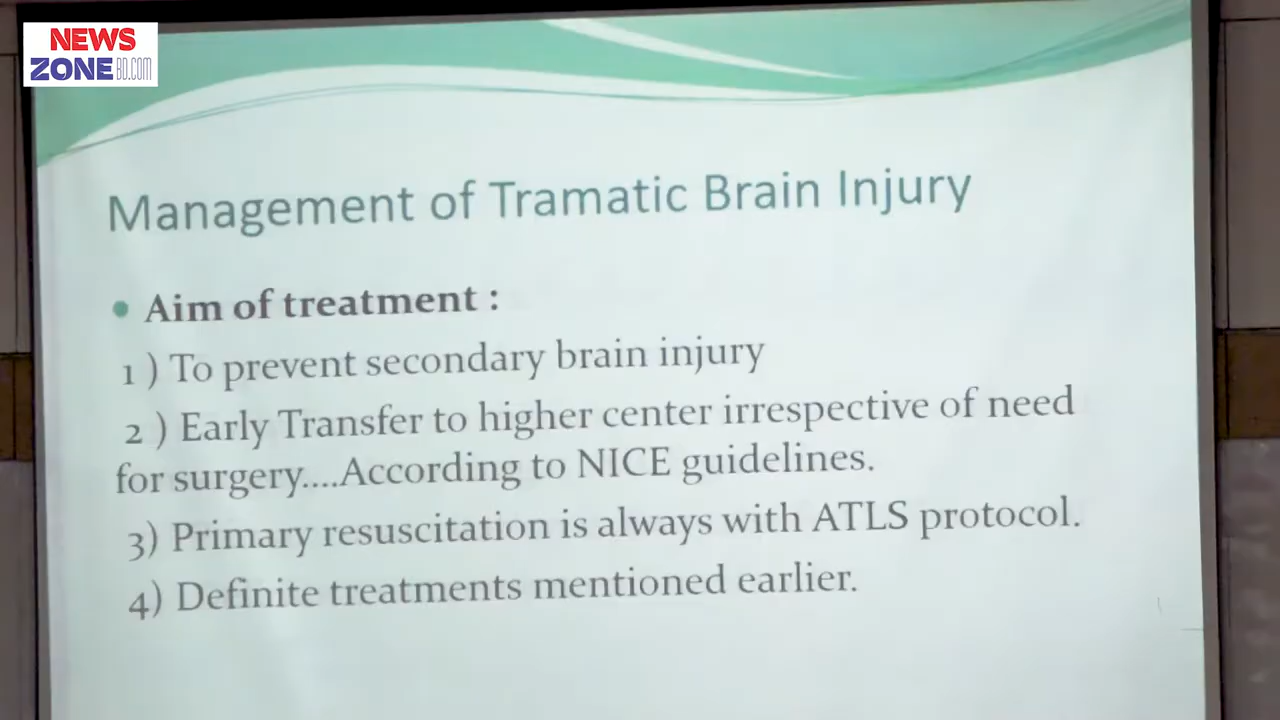 NEWS
ZONEBD.COM
Management of Tramatic Brain Injury
• Aim of treatment :
1 ) To prevent secondary brain injury
2 ) Early Transfer to higher center irrespective of need
for surgery....According to NICE guidelines.
3) Primary resuscitation is always with ATLS protocol.
4) Definite treatments mentioned earlier.